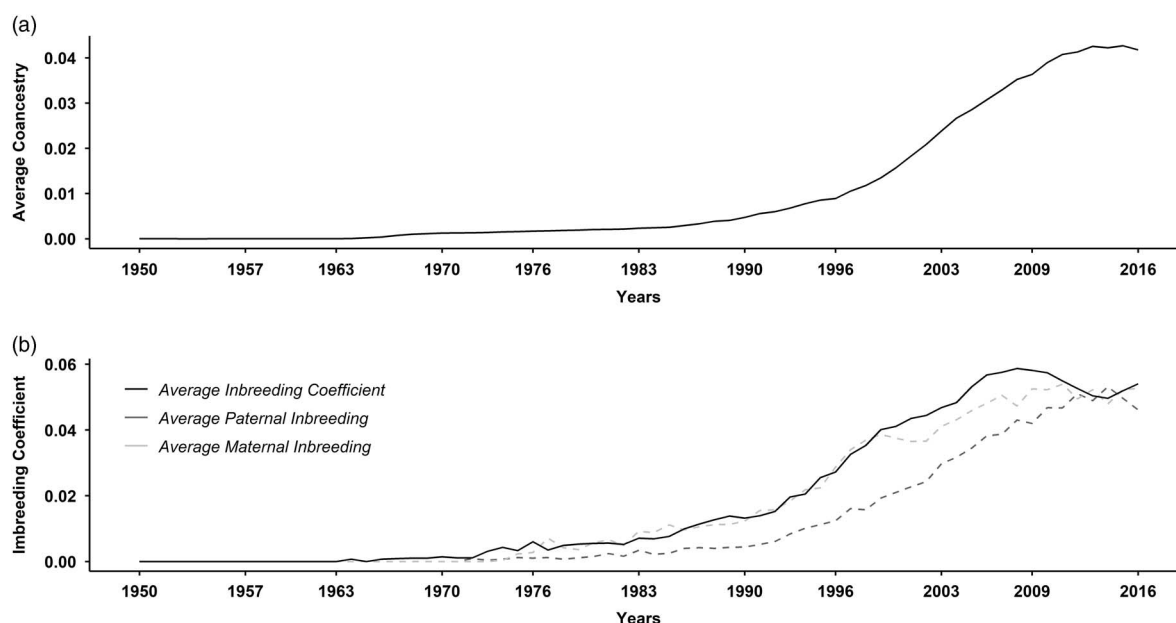 (a)
Average Coancestry
0.04
0.03
0.02
0.01
0.00
1950 1957 1963 1970 1976 1983 1990 1996 2003 2009 2016
Years
(b)
Imbreeding Coefficient
0.06
0.04
0.02
0.00
Average Inbreeding Coefficient
Average Paternal Inbreeding
Average Maternal Inbreeding
1950 1957 1963 1970 1976 1983 1990 1996 2003 2009 2016
Years